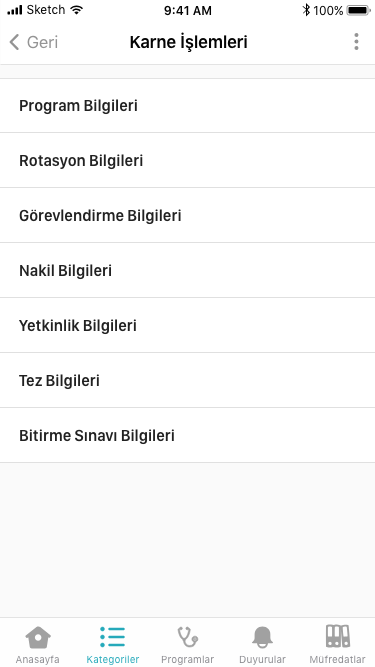 Sketch 9:41 AM 100%
Geri Karne İşlemleri
Program Bilgileri
Rotasyon Bilgileri
Görevlendirme Bilgileri
Nakil Bilgileri
Yetkinlik Bilgileri
Tez Bilgileri
Bitirme Sınavı Bilgileri
Anasayfa Kategoriler Programlar Duyurular Müfredatlar